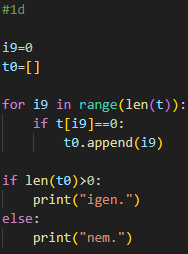 #1d
i9=0
t0=[]
for i9 in range(len(t)):
    if t[i9]==0:
        t0.append(i9)
if len(t0)>0:
    print("igen.")
else:
    print("nem.")